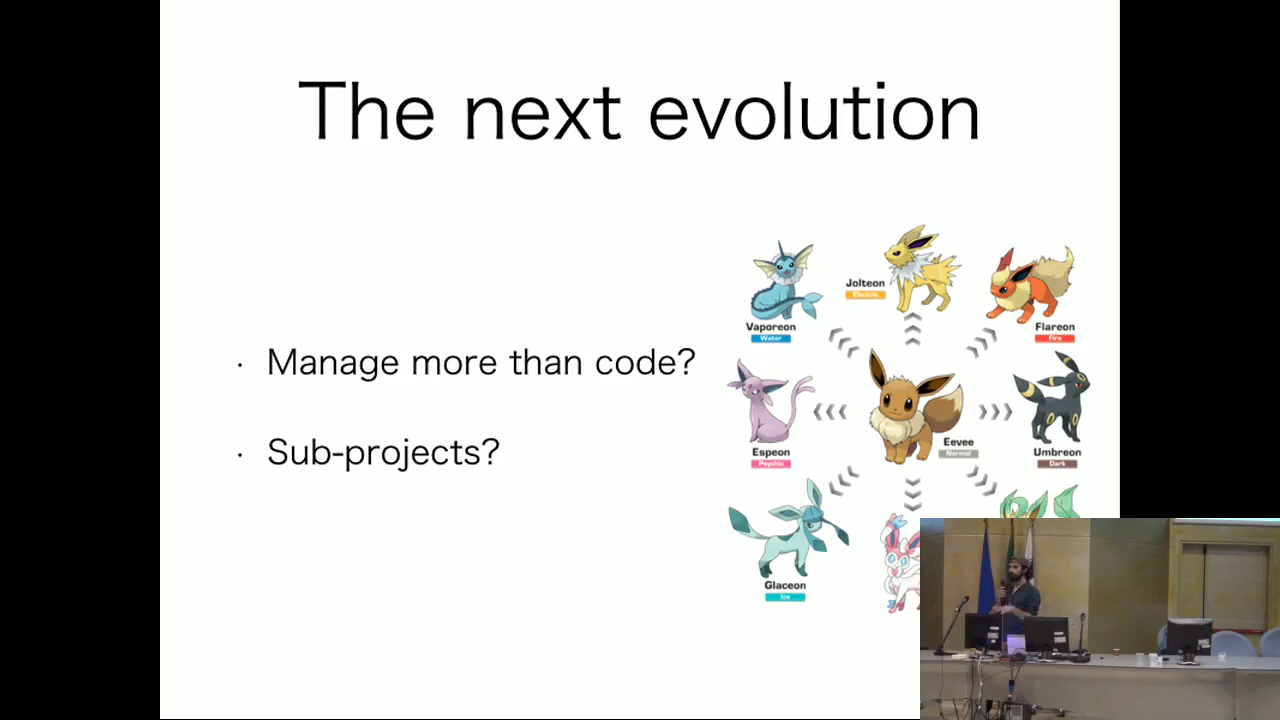 The next evolution
· Manage more than code?
· Sub-projects?
Jolteon
Electric
Vaporeon
Water
Flareon
Fire
Espeon
Psychic
Eevee
Normal
Umbreon
Dark
Glaceon
Ice